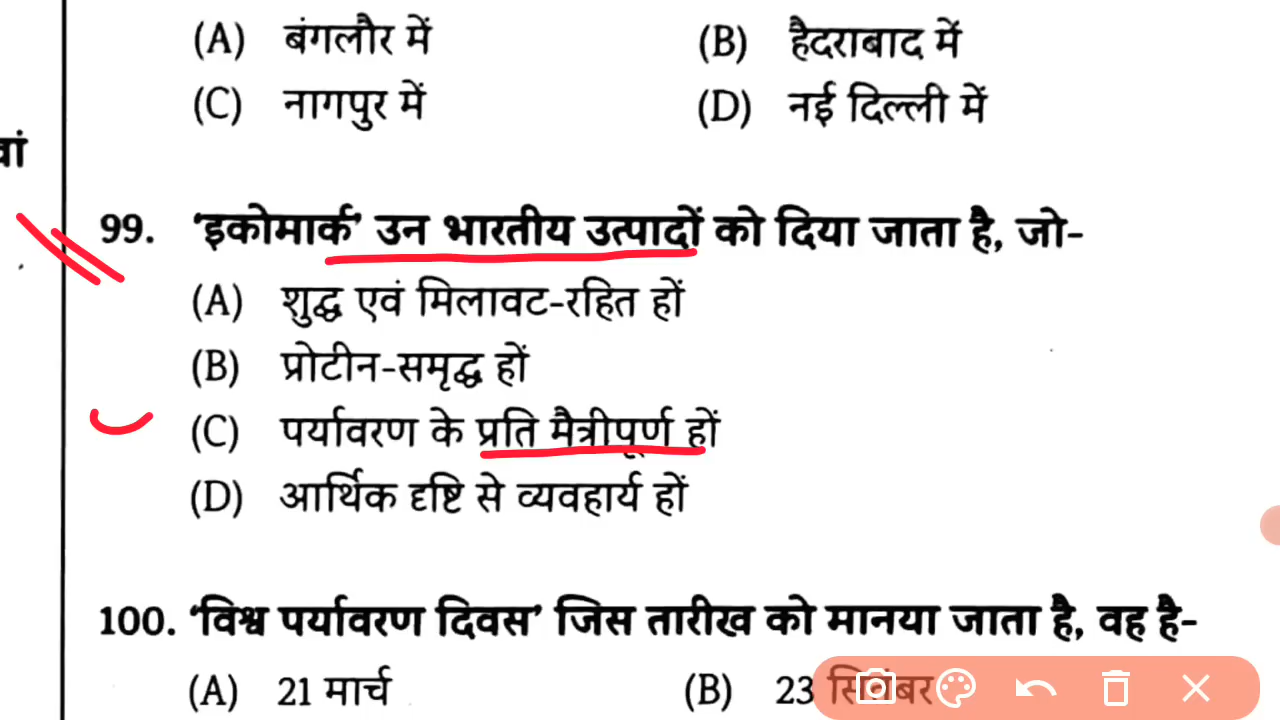 (A) बंगलौर में (B) हैदराबाद में
(C) नागपुर में (D) नई दिल्ली में
वां
99. 'इकोमार्क' उन भारतीय उत्पादों को दिया जाता है, जो-
(A) शुद्ध एवं मिलावट-रहित हों
(B) प्रोटीन-समृद्ध हों
(C) पर्यावरण के प्रति मैत्रीपूर्ण हों
(D) आर्थिक दृष्टि से व्यवहार्य हों
100. 'विश्व पर्यावरण दिवस' जिस तारीख को मानया जाता है, वह है-
(A) 21 मार्च (B) 23 सितंबर